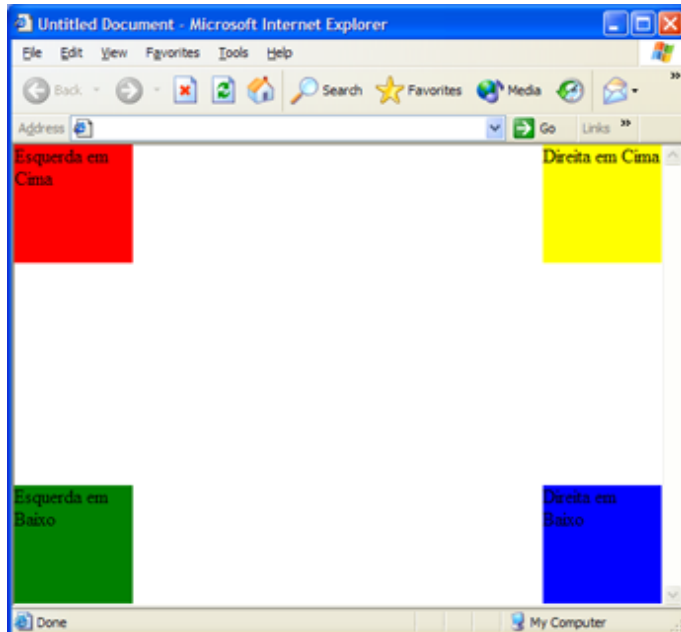 Untitled Document - Microsoft Internet Explorer
File Edit View Favorites Tools Help
Back Search Favorites Media »
Address Go Links »
Esquerda em
Cima
Direita em Cima
Esquerda em
Baixo
Direita em
Baixo
Done My Computer